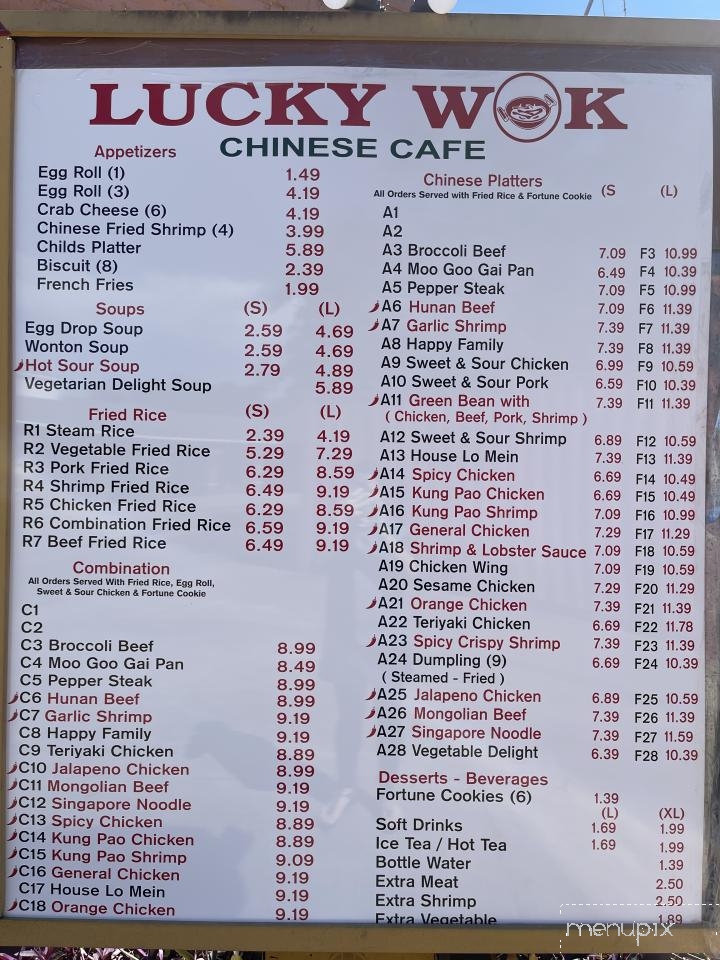 LUCKY WOK
CHINESE CAFE
Appetizers
Egg Roll (1) 1.49
Egg Roll (3) 4.19
Crab Cheese (6) 4.19
Chinese Fried Shrimp (4) 3.99
Childs Platter 5.89
Biscuit (8) 2.39
French Fries 1.99
Soups (S) (L)
Egg Drop Soup 2.59 4.69
Wonton Soup 2.59 4.69
Hot Sour Soup 2.79 4.89
Vegetarian Delight Soup 5.89
Fried Rice (S) (L)
R1 Steam Rice 2.39 4.19
R2 Vegetable Fried Rice 5.29 7.29
R3 Pork Fried Rice 6.29 8.59
R4 Shrimp Fried Rice 6.49 9.19
R5 Chicken Fried Rice 6.29 8.59
R6 Combination Fried Rice 6.59 9.19
R7 Beef Fried Rice 6.49 9.19
Combination
All Orders Served With Fried Rice, Egg Roll,
Sweet & Sour Chicken & Fortune Cookie
C1
C2
C3 Broccoli Beef 8.99
C4 Moo Goo Gai Pan 8.49
C5 Pepper Steak 8.99
C6 Hunan Beef 8.99
C7 Garlic Shrimp 9.19
C8 Happy Family 9.19
C9 Teriyaki Chicken 8.89
C10 Jalapeno Chicken 8.99
C11 Mongolian Beef 9.19
C12 Singapore Noodle 9.19
C13 Spicy Chicken 8.89
C14 Kung Pao Chicken 8.89
C15 Kung Pao Shrimp 9.09
C16 General Chicken 9.19
C17 House Lo Mein 9.19
C18 Orange Chicken 9.19
Chinese Platters (S (L)
All Orders Served with Fried Rice & Fortune Cookie
A1
A2
A3 Broccoli Beef 7.09 F3 10.99
A4 Moo Goo Gai Pan 6.49 F4 10.39
A5 Pepper Steak 7.09 F5 10.99
A6 Hunan Beef 7.09 F6 11.39
A7 Garlic Shrimp 7.39 F7 11.39
A8 Happy Family 7.39 F8 11.39
A9 Sweet & Sour Chicken 6.99 F9 10.59
A10 Sweet & Sour Pork 6.59 F10 10.39
A11 Green Bean with 7.39 F11 11.39
( Chicken, Beef, Pork, Shrimp )
A12 Sweet & Sour Shrimp 6.89 F12 10.59
A13 House Lo Mein 7.39 F13 11.39
A14 Spicy Chicken 6.69 F14 10.49
A15 Kung Pao Chicken 6.69 F15 10.49
A16 Kung Pao Shrimp 7.09 F16 10.99
A17 General Chicken 7.29 F17 11.29
A18 Shrimp & Lobster Sauce 7.09 F18 10.59
A19 Chicken Wing 7.09 F19 10.59
A20 Sesame Chicken 7.29 F20 11.29
A21 Orange Chicken 7.39 F21 11.39
A22 Teriyaki Chicken 6.69 F22 11.78
A23 Spicy Crispy Shrimp 7.39 F23 11.39
A24 Dumpling (9) 6.69 F24 10.39
( Steamed - Fried )
A25 Jalapeno Chicken 6.89 F25 10.59
A26 Mongolian Beef 7.39 F26 11.39
A27 Singapore Noodle 7.39 F27 11.59
A28 Vegetable Delight 6.39 F28 10.39
Desserts - Beverages
Fortune Cookies (6) 1.39
(L) (XL)
Soft Drinks 1.69 1.99
Ice Tea / Hot Tea 1.69 1.99
Bottle Water 1.39
Extra Meat 2.50
Extra Shrimp 2.50
Extra Vegetable 1.89
menupix